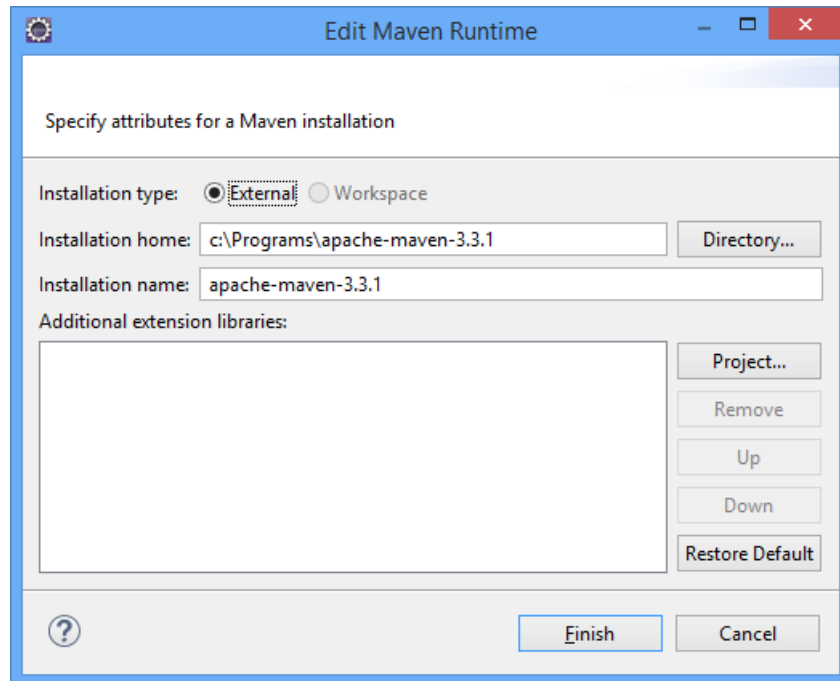 Edit Maven Runtime
Specify attributes for a Maven installation
Installation type: External Workspace
Installation home: c:\Programs\apache-maven-3.3.1 Directory...
Installation name: apache-maven-3.3.1
Additional extension libraries:
Project...
Remove
Up
Down
Restore Default
? Finish Cancel